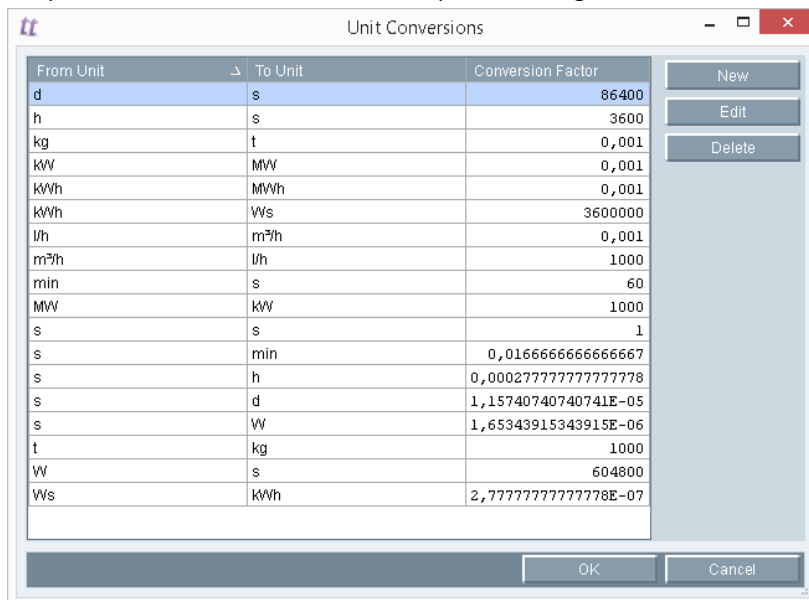 tt Unit Conversions
From Unit To Unit Conversion Factor
New
d s 86400
Edit
h s 3600
kg t 0,001
Delete
kW MW 0,001
kWh MWh 0,001
kWh Ws 3600000
l/h m³/h 0,001
m³/h l/h 1000
min s 60
MW kW 1000
s s 1
s min 0,0166666666666667
s h 0,000277777777777778
s d 1,15740740740741E-05
s W 1,65343915343915E-06
t kg 1000
W s 604800
Ws kWh 2,77777777777778E-07
OK Cancel